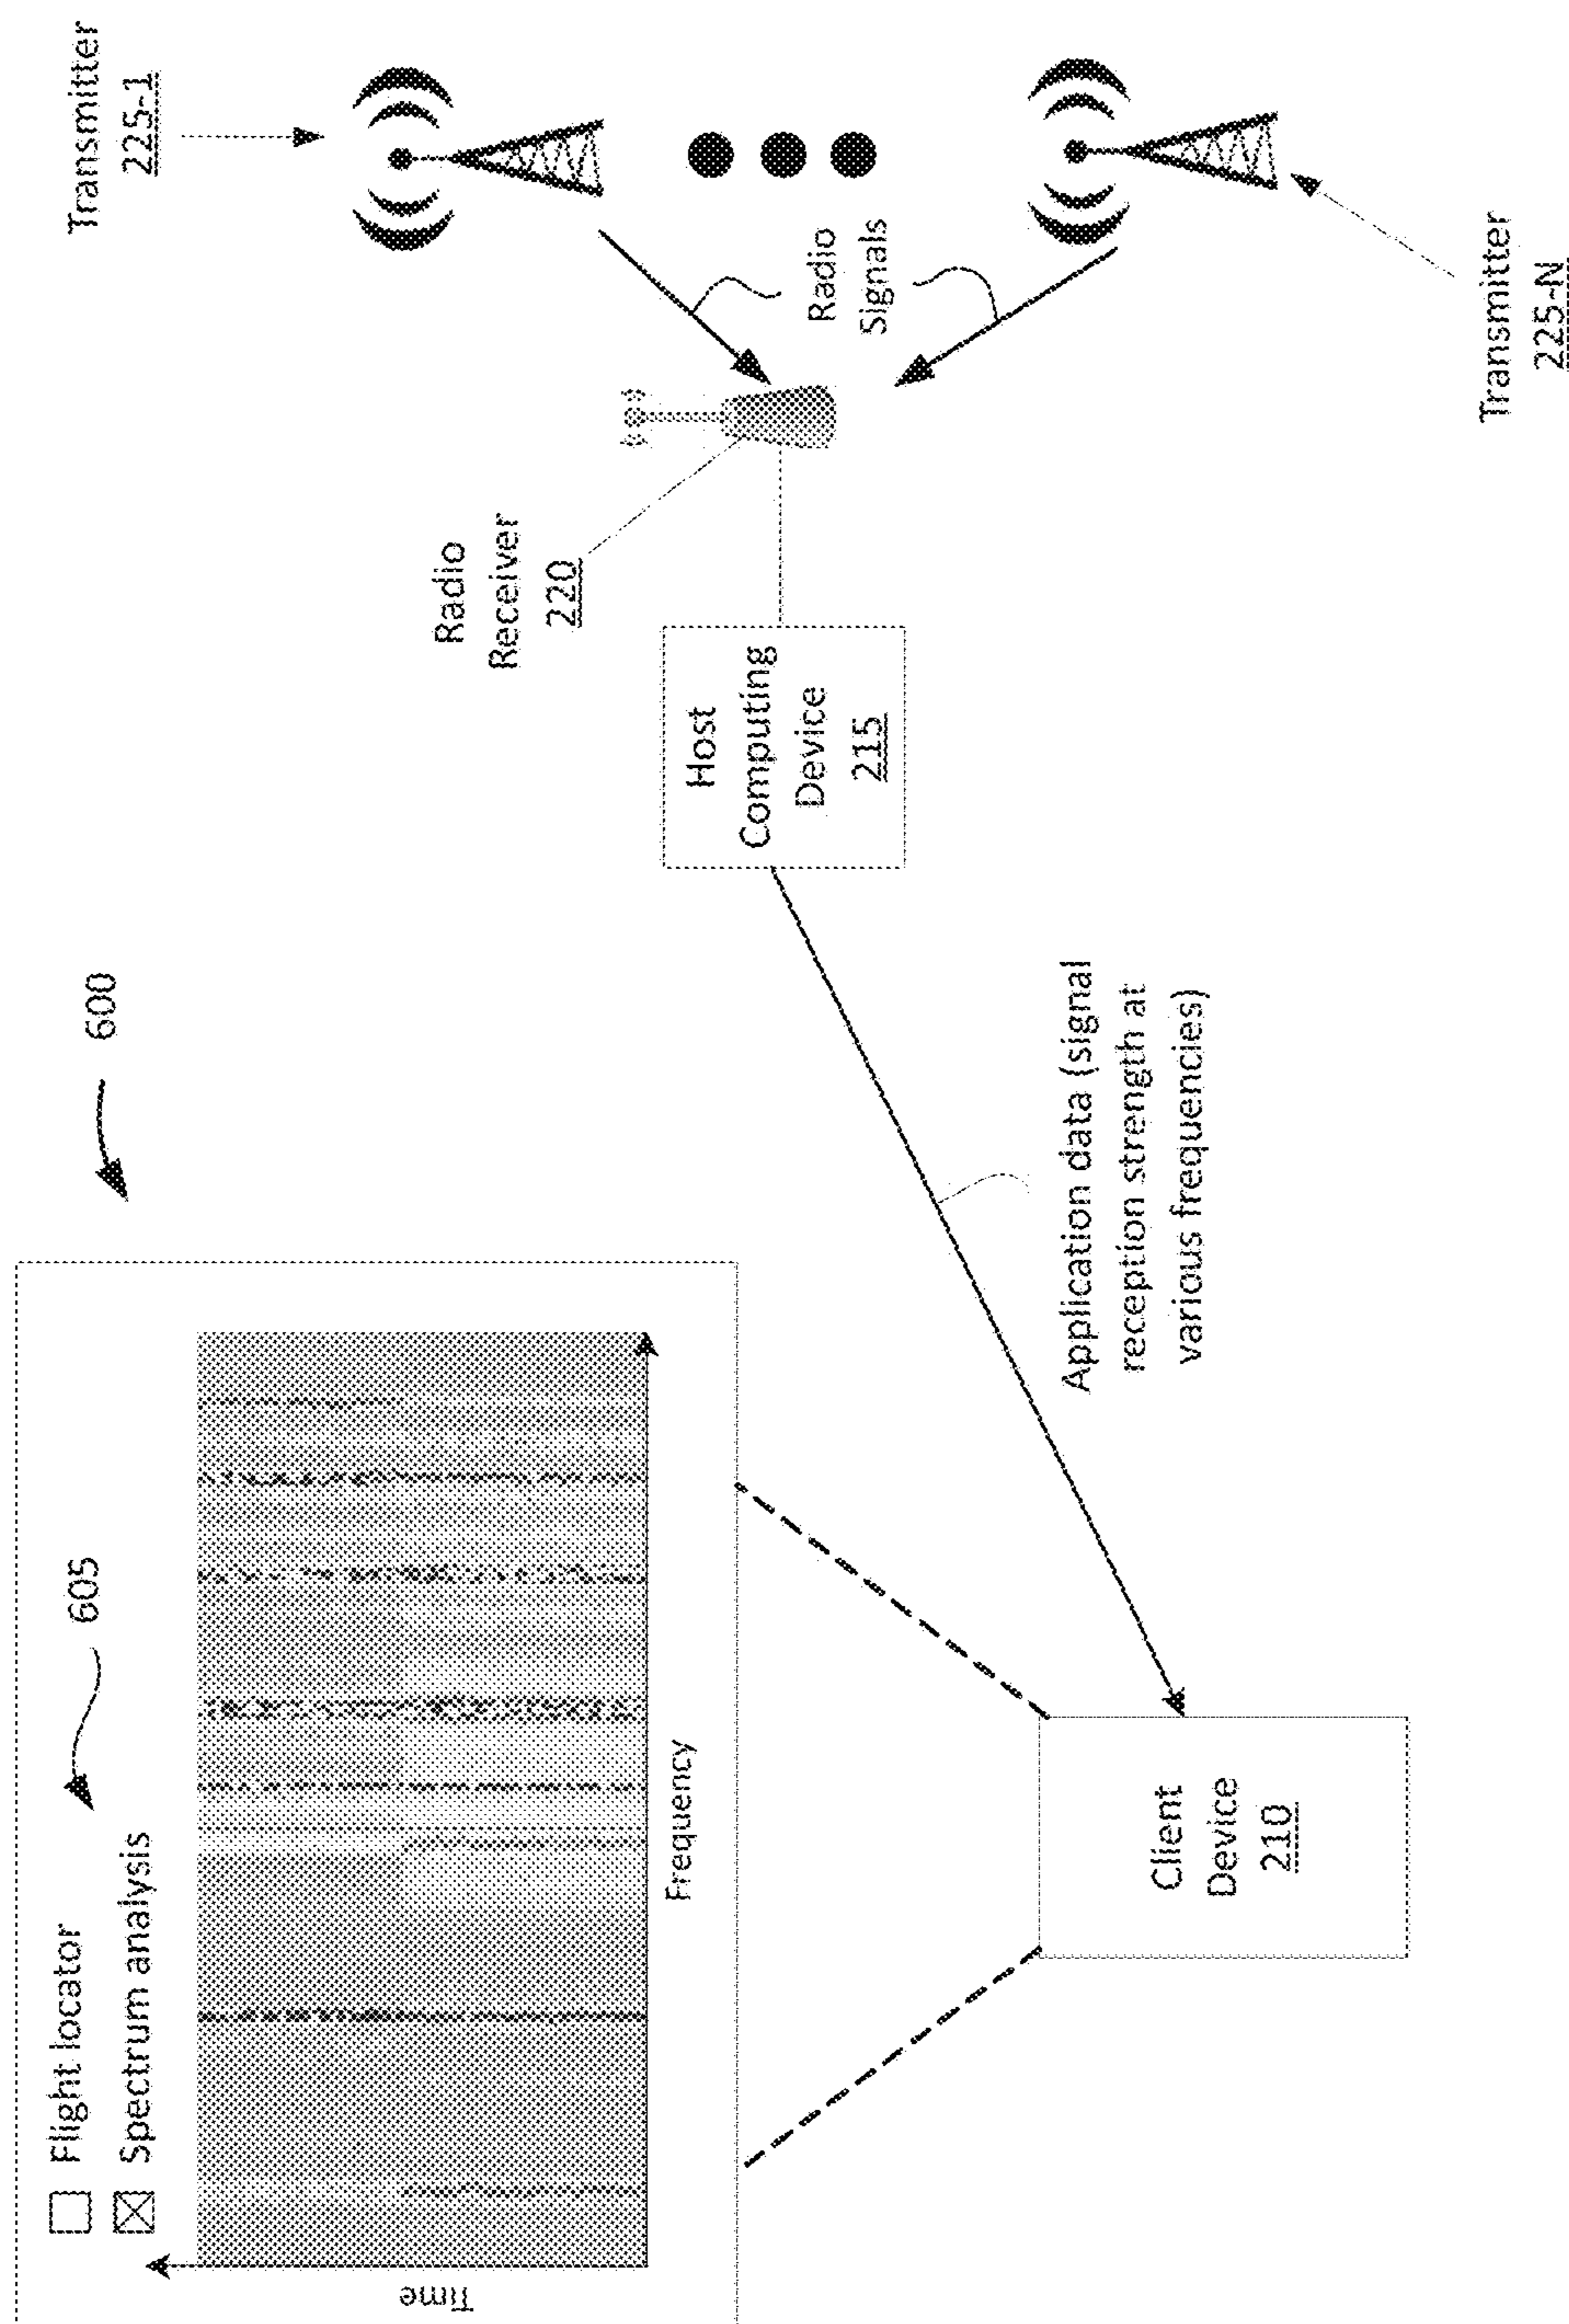 600
605
Flight locator
Spectrum analysis
Time
Frequency
Client
Device
210
Application data (signal
reception strength at
various frequencies)
Host
Computing
Device
215
Radio
Receiver
220
Radio
Signals
Transmitter
225-1
Transmitter
225-N